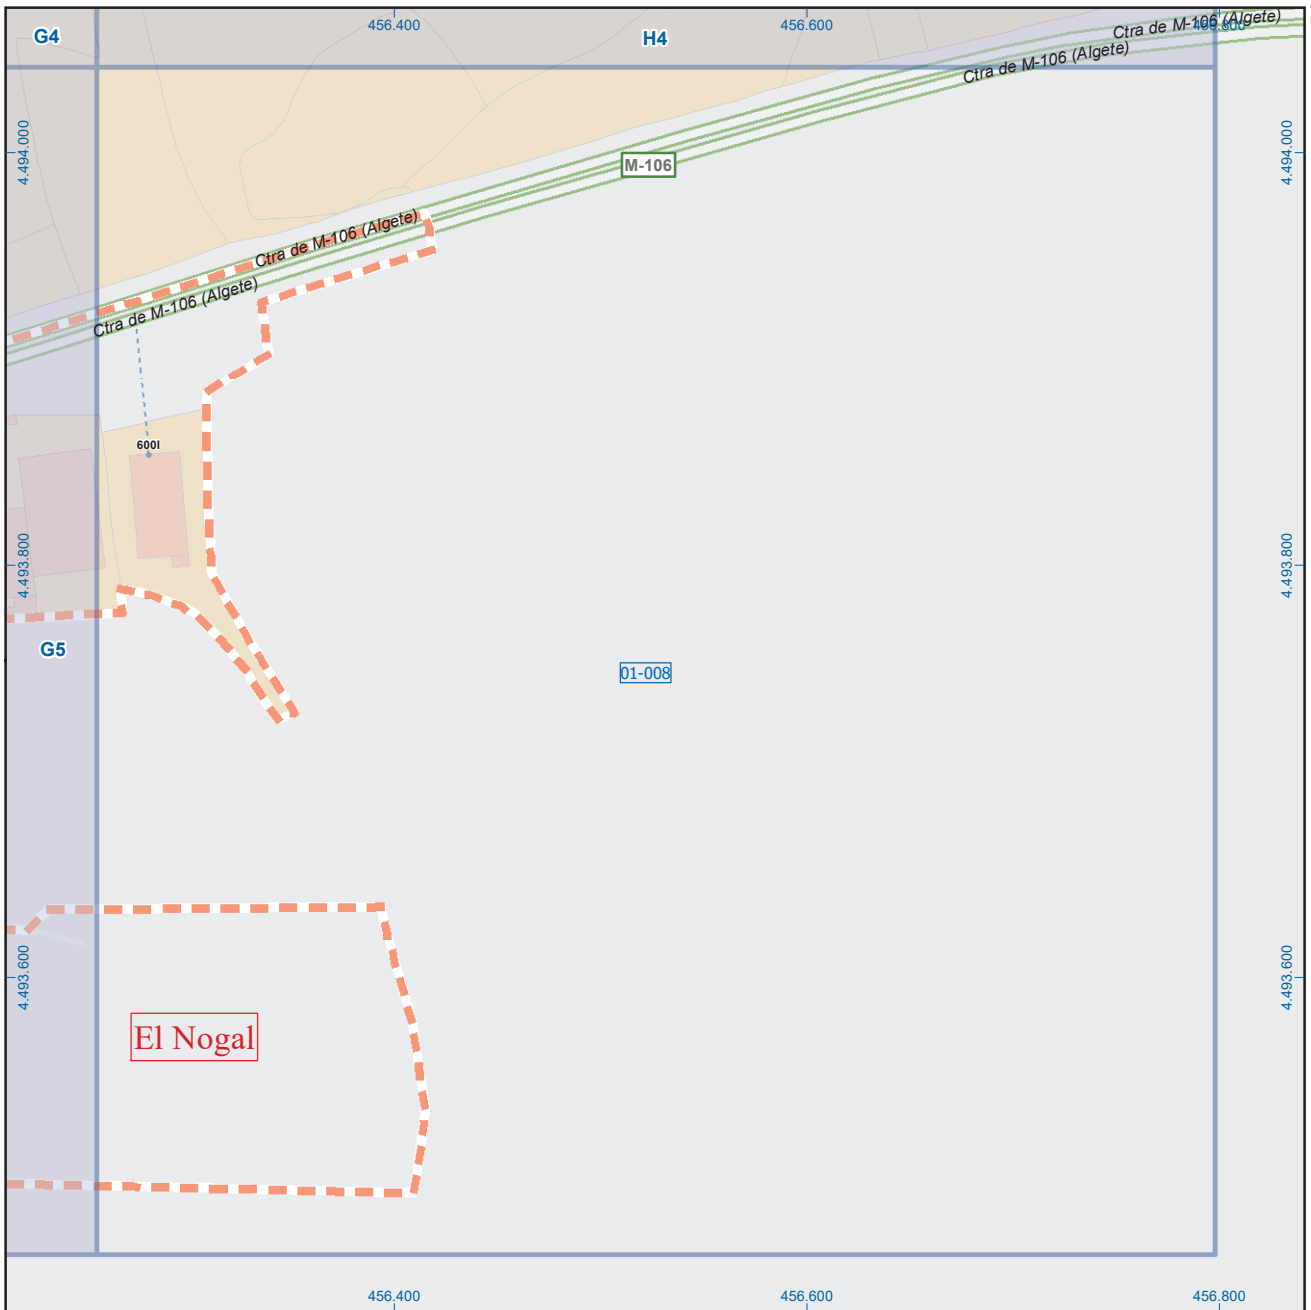 456.400
456.600
456.800
G4
H4
Ctra de M-106 (Algete)
Ctra de M-106 (Algete)
4.494.000
4.494.000
M-106
Ctra de M-106 (Algete)
Ctra de M-106 (Algete)
600I
4.493.800
4.493.800
G5
01-008
4.493.600
4.493.600
El Nogal
456.400
456.600
456.800